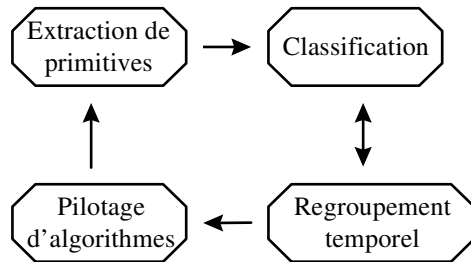 Extraction de
primitives
Classification
Pilotage
d'algorithmes
Regroupement
temporel